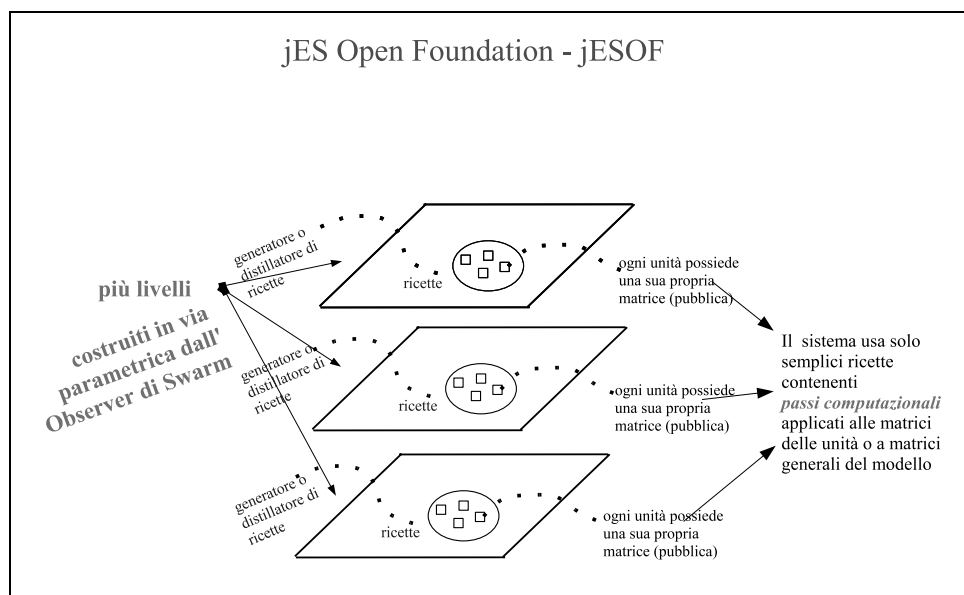 jES Open Foundation - jESOF
più livelli
costruiti in via
parametrica dall'
Observer di Swarm
generatore o
distillatore di
ricette
ricette
ogni unità possiede
una sua propria
matrice (pubblica)
generatore o
distillatore di
ricette
ricette
ogni unità possiede
una sua propria
matrice (pubblica)
generatore o
distillatore di
ricette
ricette
ogni unità possiede
una sua propria
matrice (pubblica)
Il sistema usa solo
semplici ricette
contenenti
passi computazionali
applicati alle matrici
delle unità o a matrici
generali del modello